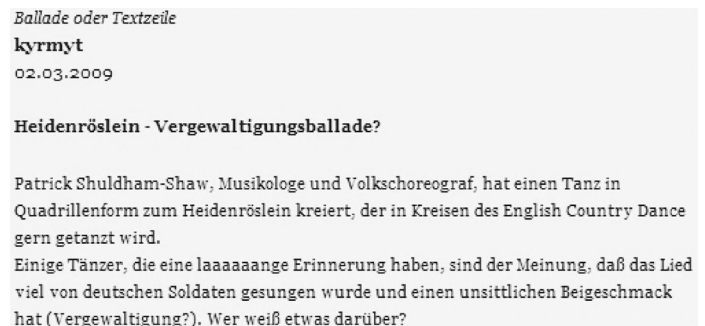 Ballade oder Textzeile
kyrmyt
02.03.2009
Heidenröslein - Vergewaltigungsballade?
Patrick Shuldham-Shaw, Musikologe und Volkschoreograf, hat einen Tanz in
Quadrillenform zum Heidenröslein kreiert, der in Kreisen des English Country Dance
gern getanzt wird.
Einige Tänzer, die eine laaaaaange Erinnerung haben, sind der Meinung, daß das Lied
viel von deutschen Soldaten gesungen wurde und einen unsittlichen Beigeschmack
hat (Vergewaltigung?). Wer weiß etwas darüber?